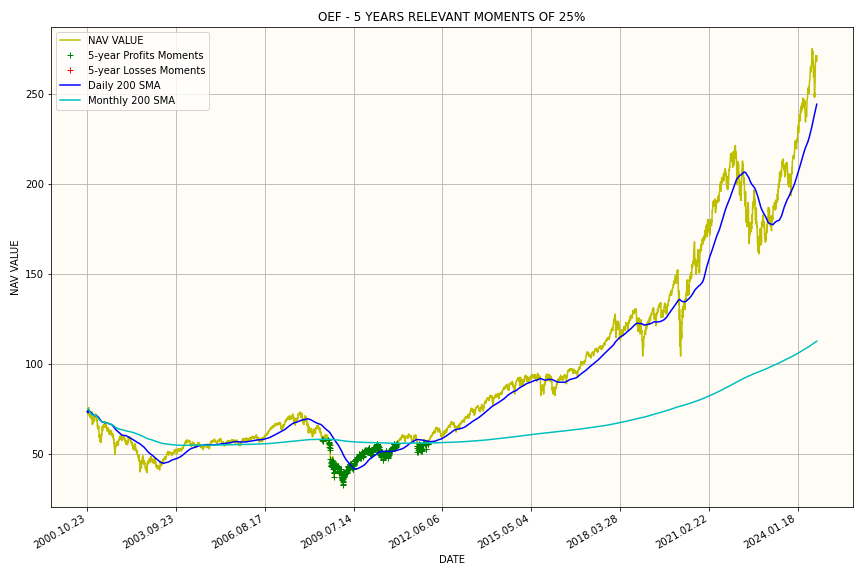 OEF - 5 YEARS RELEVANT MOMENTS OF 25%
NAV VALUE
5-year Profits Moments
5-year Losses Moments
Daily 200 SMA
Monthly 200 SMA
NAV VALUE
250
200
150
100
50
2000.10.23
2003.09.23
2006.08.17
2009.07.14
2012.06.06
2015.05.04
2018.03.28
2021.02.22
2024.01.18
DATE